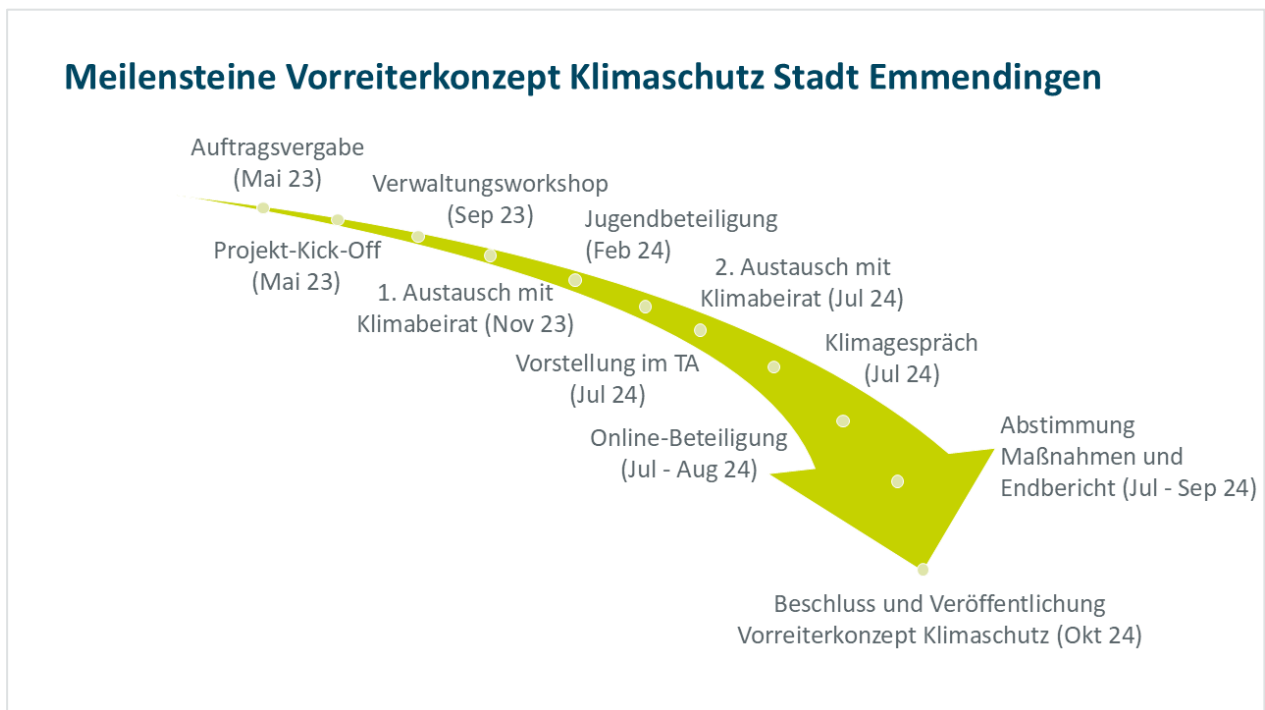 Meilensteine Vorreiterkonzept Klimaschutz Stadt Emmendingen
Auftragsvergabe
(Mai 23)
Projekt-Kick-Off
(Mai 23)
Verwaltungsworkshop
(Sep 23)
1. Austausch mit
Klimabeirat (Nov 23)
Jugendbeteiligung
(Feb 24)
Vorstellung im TA
(Jul 24)
2. Austausch mit
Klimabeirat (Jul 24)
Online-Beteiligung
(Jul - Aug 24)
Klimagespräch
(Jul 24)
Abstimmung
Maßnahmen und
Endbericht (Jul - Sep 24)
Beschluss und Veröffentlichung
Vorreiterkonzept Klimaschutz (Okt 24)